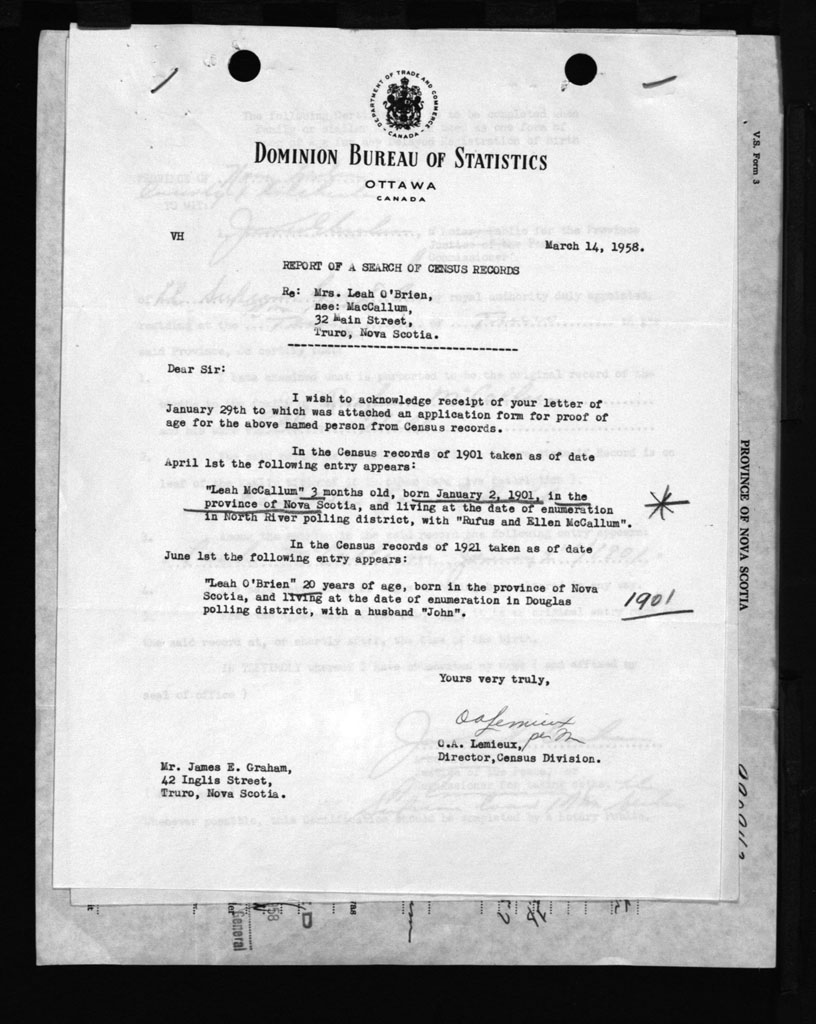 DEPARTMENT OF TRADE AND COMMERCE
CANADA
DOMINION BUREAU OF STATISTICS
OTTAWA
CANADA
VH
March 14, 1958.
REPORT OF A SEARCH OF CENSUS RECORDS
Re: Mrs. Leah O'Brien,
nee: MacCallum,
32 Main Street,
Truro, Nova Scotia.
Dear Sir:
I wish to acknowledge receipt of your letter of
January 29th to which was attached an application form for proof of
age for the above named person from Census records.
In the Census records of 1901 taken as of date
April 1st the following entry appears:
"Leah McCallum" 3 months old, born January 2, 1901, in the
province of Nova Scotia, and living at the date of enumeration
in North River polling district, with "Rufus and Ellen McCallum".
In the Census records of 1921 taken as of date
June 1st the following entry appears:
"Leah O'Brien" 20 years of age, born in the province of Nova
Scotia, and living at the date of enumeration in Douglas
polling district, with a husband "John".
1901
Yours very truly,
OALemieux
per M
O.A. Lemieux,
Director,Census Division.
Mr. James E. Graham,
42 Inglis Street,
Truro, Nova Scotia.
V.S. Form 3
PROVINCE OF NOVA SCOTIA
General